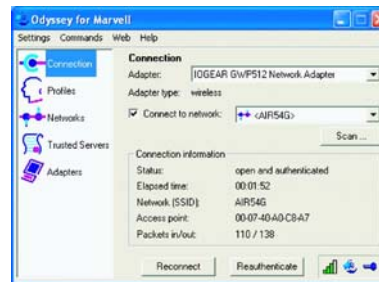 Odyssey for Marvell
Settings Commands Web Help
Connection
Profiles
Networks
Trusted Servers
Adapters
Connection
Adapter: IOGEAR GWP512 Network Adapter
Adapter type: wireless
Connect to network: <AIR54G>
Scan ...
Connection information
Status: open and authenticated
Elapsed time: 00:01:52
Network (SSID): AIR54G
Access point: 00-07-40-A0-C8-A7
Packets in/out: 110 / 138
Reconnect Reauthenticate